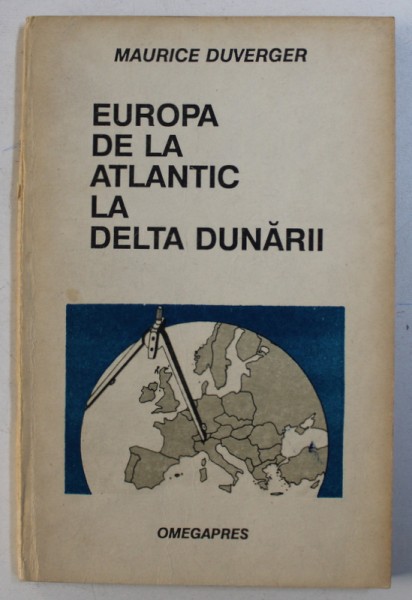 MAURICE DUVERGER
EUROPA
DE LA
ATLANTIC
LA
DELTA DUNĂRII
OMEGAPRES